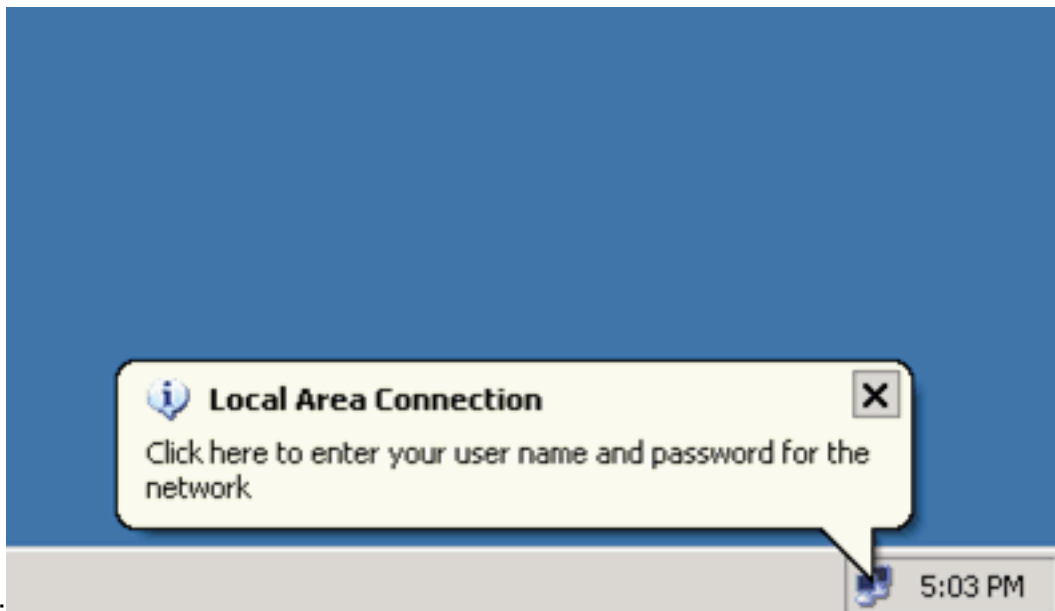 Local Area Connection
Click here to enter your user name and password for the
network
5:03 PM
.